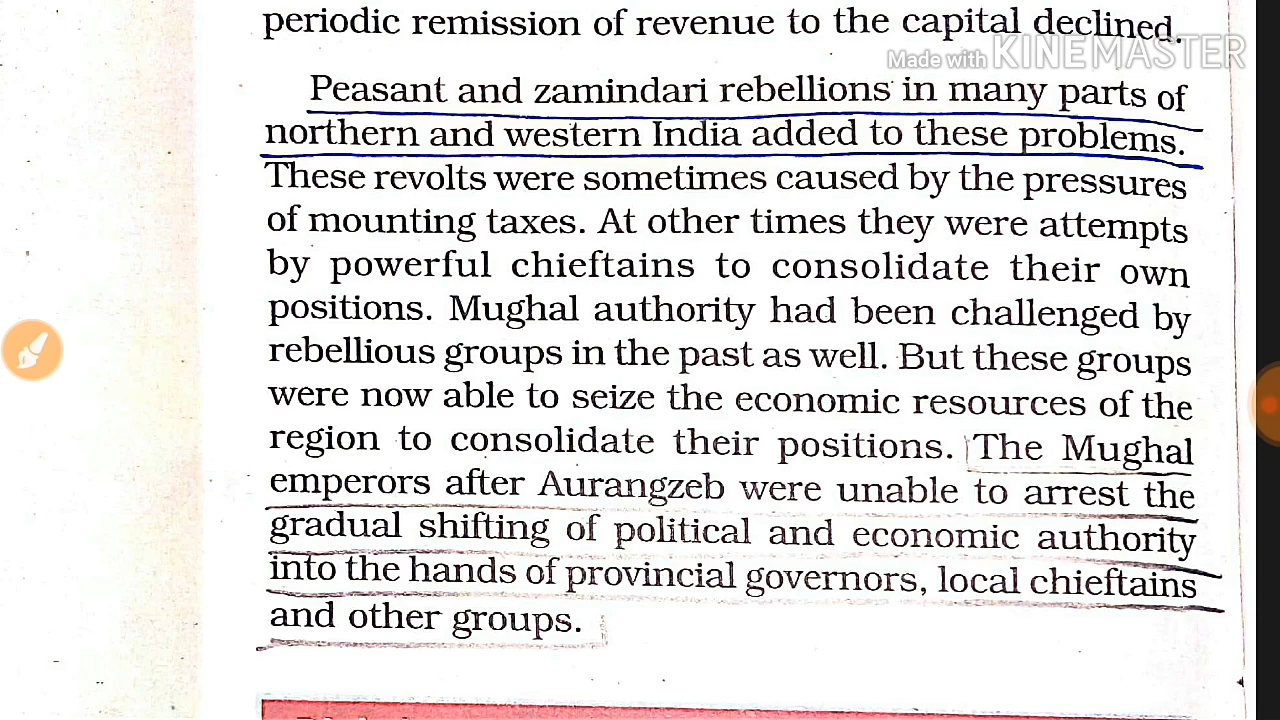 periodic remission of revenue to the capital declined.
Made with KINEMASTER
Peasant and zamindari rebellions in many parts of
northern and western India added to these problems.
These revolts were sometimes caused by the pressures
of mounting taxes. At other times they were attempts
by powerful chieftains to consolidate their own
positions. Mughal authority had been challenged by
rebellious groups in the past as well. But these groups
were now able to seize the economic resources of the
region to consolidate their positions. The Mughal
emperors after Aurangzeb were unable to arrest the
gradual shifting of political and economic authority
into the hands of provincial governors, local chieftains
and other groups.